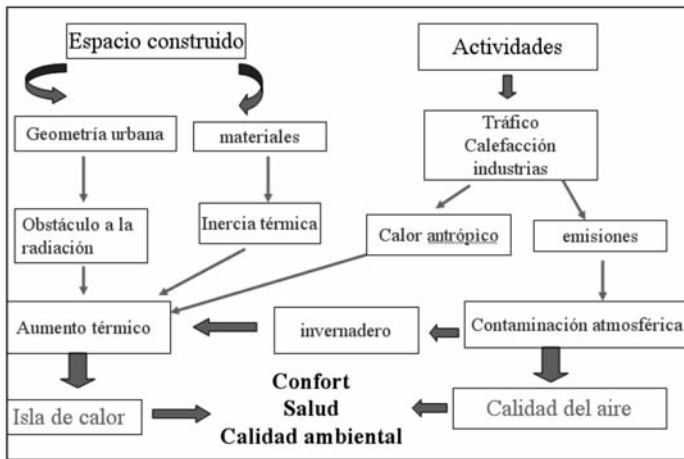 Espacio construido
Actividades
Geometría urbana
materiales
Tráfico
Calefacción
industrias
Obstáculo a la
radiación
Inercia térmica
Calor antrópico
emisiones
Aumento térmico
invernadero
Contaminación atmosférica
Confort
Salud
Calidad ambiental
Isla de calor
Calidad del aire